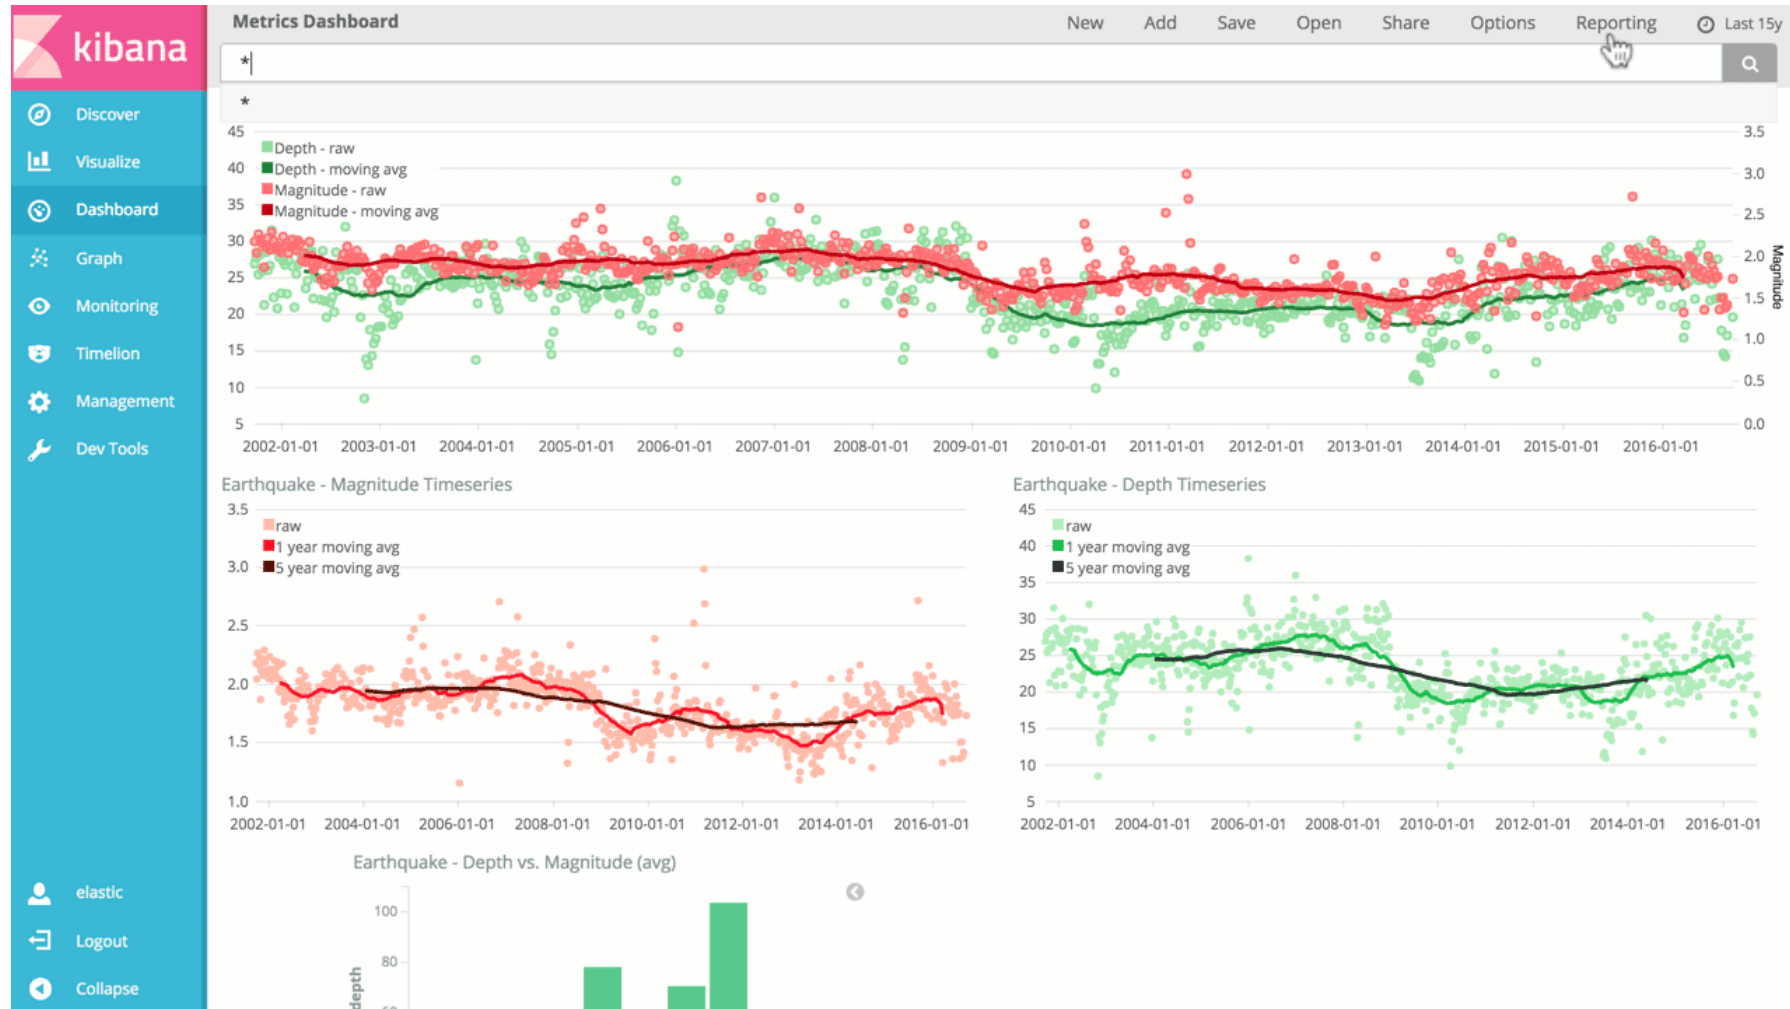 kibana
Discover
Visualize
Dashboard
Graph
Monitoring
Timelion
Management
Dev Tools
elastic
Logout
Collapse
Metrics Dashboard
New Add Save Open Share Options Reporting Last 15y
*
*
45 3.5
Depth - raw
40 Depth - moving avg 3.0
Magnitude - raw
35 Magnitude - moving avg 2.5
30
25 2.0
Magnitude
20 1.5
15 1.0
10 0.5
5 0.0
2002-01-01 2003-01-01 2004-01-01 2005-01-01 2006-01-01 2007-01-01 2008-01-01 2009-01-01 2010-01-01 2011-01-01 2012-01-01 2013-01-01 2014-01-01 2015-01-01 2016-01-01
Earthquake - Magnitude Timeseries
3.5
raw
1 year moving avg
3.0 5 year moving avg
2.5
2.0
1.5
1.0
2002-01-01 2004-01-01 2006-01-01 2008-01-01 2010-01-01 2012-01-01 2014-01-01 2016-01-01
Earthquake - Depth Timeseries
45
raw
40 1 year moving avg
5 year moving avg
35
30
25
20
15
10
5
2002-01-01 2004-01-01 2006-01-01 2008-01-01 2010-01-01 2012-01-01 2014-01-01 2016-01-01
Earthquake - Depth vs. Magnitude (avg)
100
80
depth